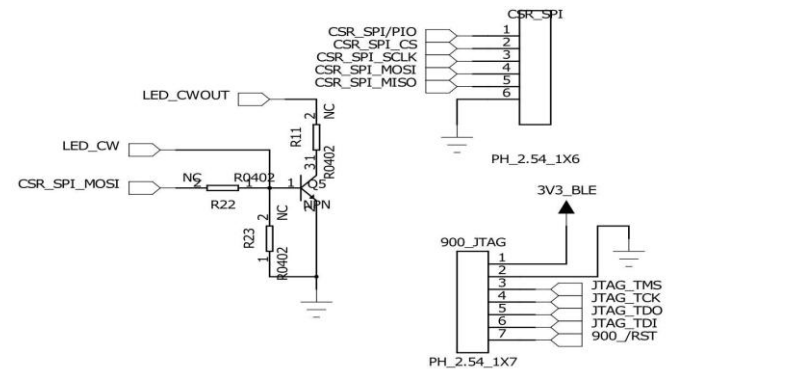 CSR_SPI
CSR_SPI/PIO 1
CSR_SPI_CS 2
CSR_SPI_SCLK 3
CSR_SPI_MOSI 4
CSR_SPI_MISO 5
6
PH_2.54_1X6
LED_CWOUT
2 NC
R11
31 R0402
LED_CW
CSR_SPI_MOSI
NC 2
R0402 1
R22
1 Q5
NPN
2
2 NC
R23
1 R0402
3V3_BLE
900_JTAG
1
2
3 JTAG_TMS
4 JTAG_TCK
5 JTAG_TDO
6 JTAG_TDI
7 900_/RST
PH_2.54_1X7